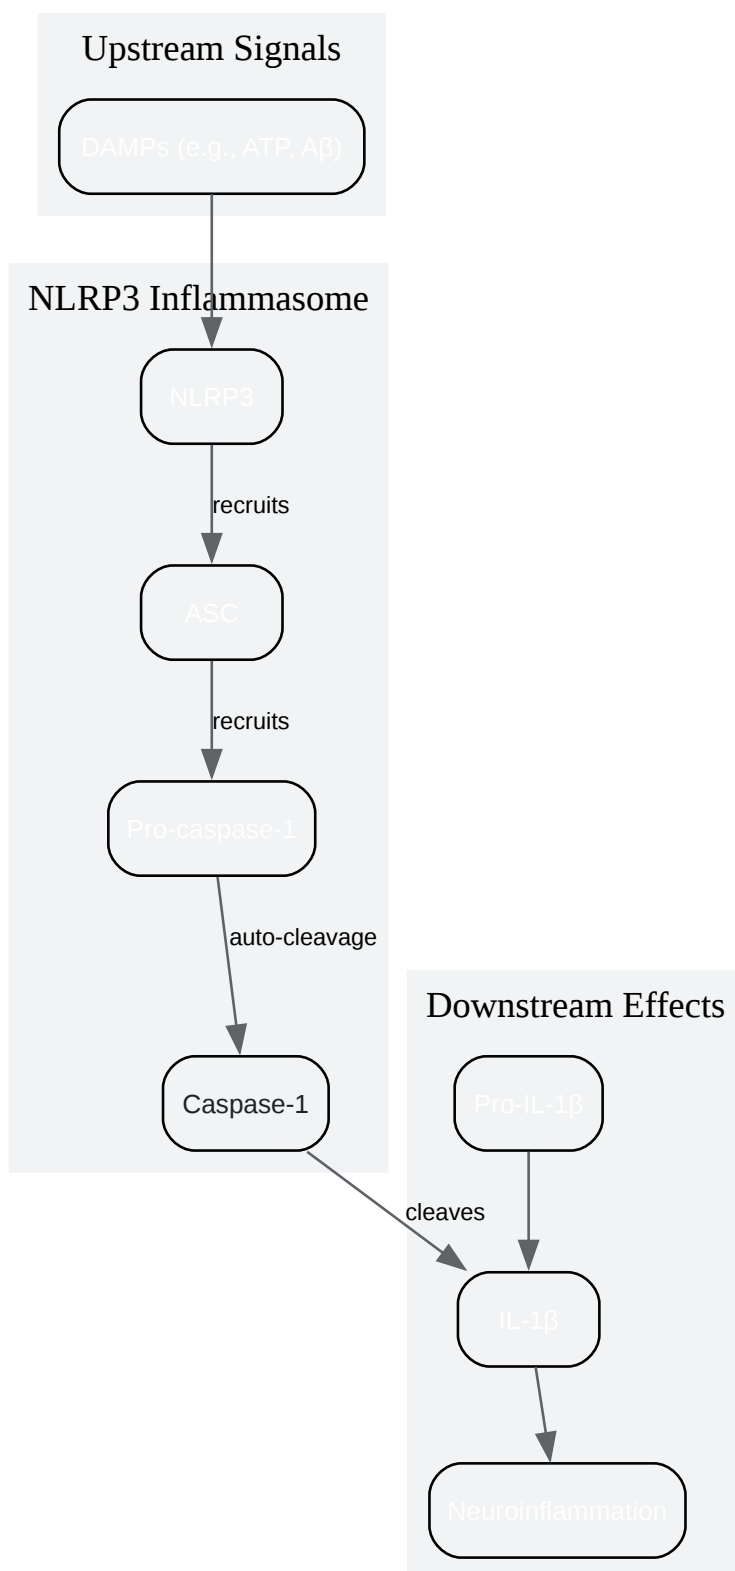 Upstream Signals
DAMPs (e.g., ATP, Aβ)
NLRP3 Inflammasome
NLRP3
recruits
ASC
recruits
Pro-caspase-1
auto-cleavage
Caspase-1
Downstream Effects
Pro-IL-1β
cleaves
IL-1β
Neuroinflammation